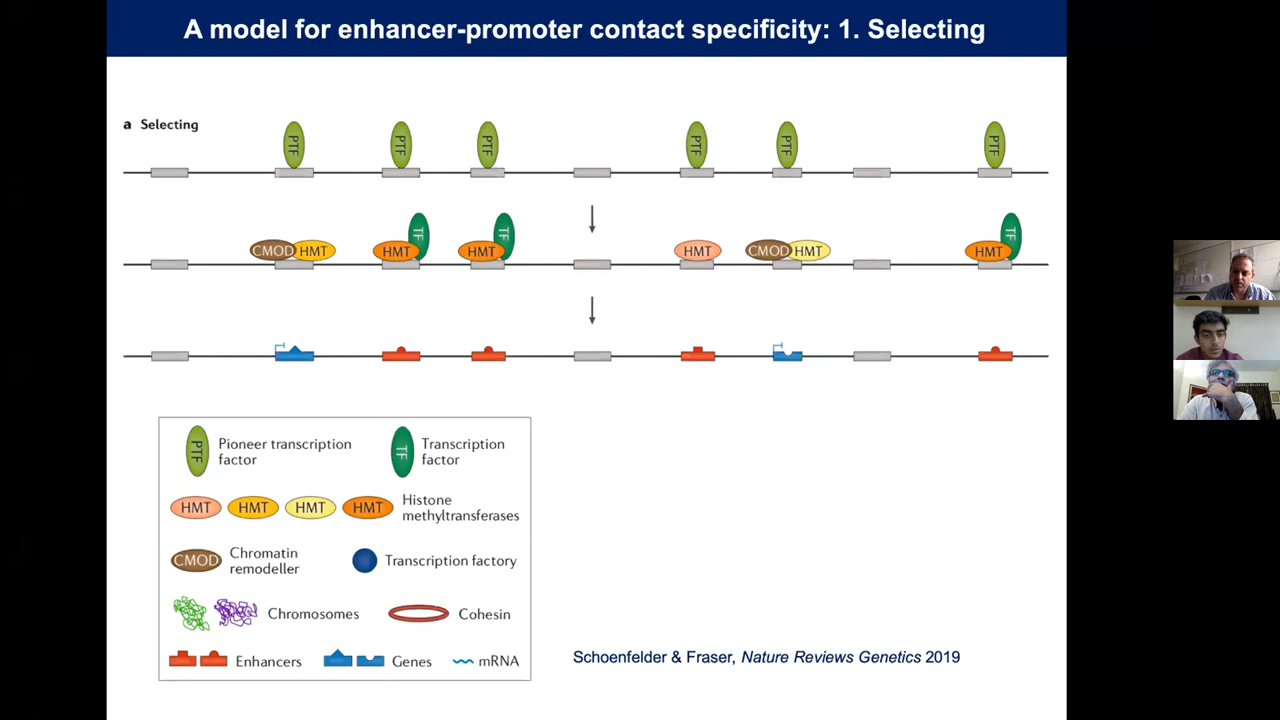 A model for enhancer-promoter contact specificity: 1. Selecting
a Selecting
PTF PTF PTF PTF PTF PTF
CMOD HMT HMT TF HMT TF HMT CMOD HMT HMT TF
PTF Pioneer transcription
factor
TF Transcription
factor
HMT HMT HMT HMT Histone
methyltransferases
CMOD Chromatin
remodeller
Transcription factory
Chromosomes
Cohesin
Enhancers
Genes
mRNA
Schoenfelder & Fraser, Nature Reviews Genetics 2019